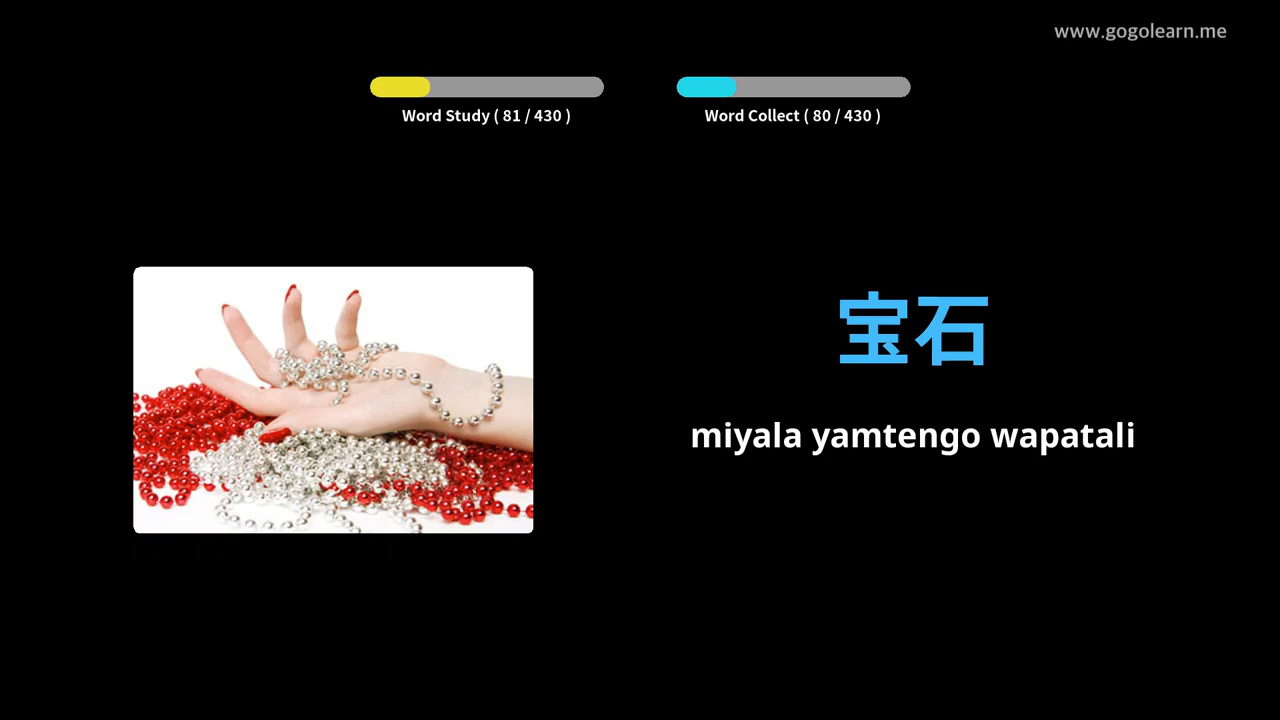 www.gogolearn.me
Word Study ( 81 / 430 )
Word Collect ( 80 / 430 )
宝石
miyala yamtengo wapatali